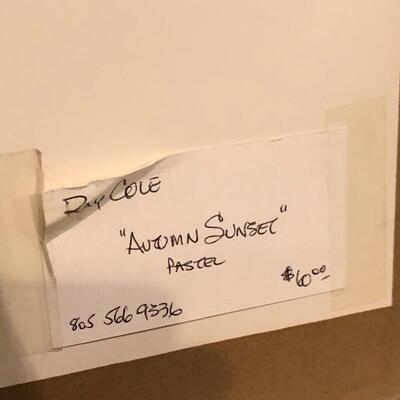 COLE
"AUTUMN SUNSET"
PASTEL
$60.00
805 566 9336